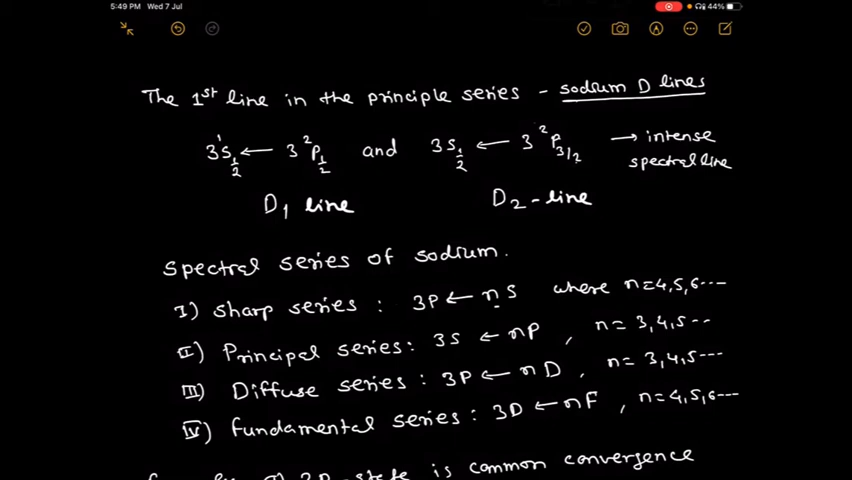 5:49 PM Wed 7 Jul 44%
The 1st line in the principle series - sodium D lines
3¹S½ ← 3²P½ and 3S½ ← 3²P3/2 → intense spectral line
D₁ line D₂-line
Spectral series of sodium.
I) sharp series : 3P ← nS where n=4,5,6---
II) Principal series: 3S ← nP , n= 3,4,5--
III) Diffuse series : 3P ← nD , n= 3,4,5---
IV) fundamental series : 3D ← nF , n=4,5,6---
is common convergence